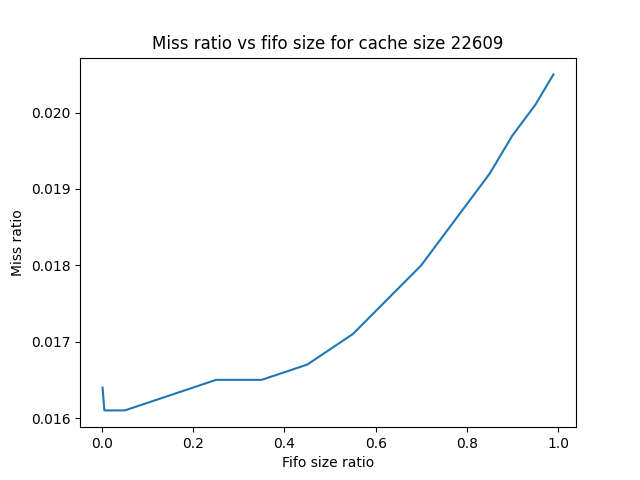 Miss ratio vs fifo size for cache size 22609
0.020
0.019
0.018
0.017
0.016
Miss ratio
0.0 0.2 0.4 0.6 0.8 1.0
Fifo size ratio